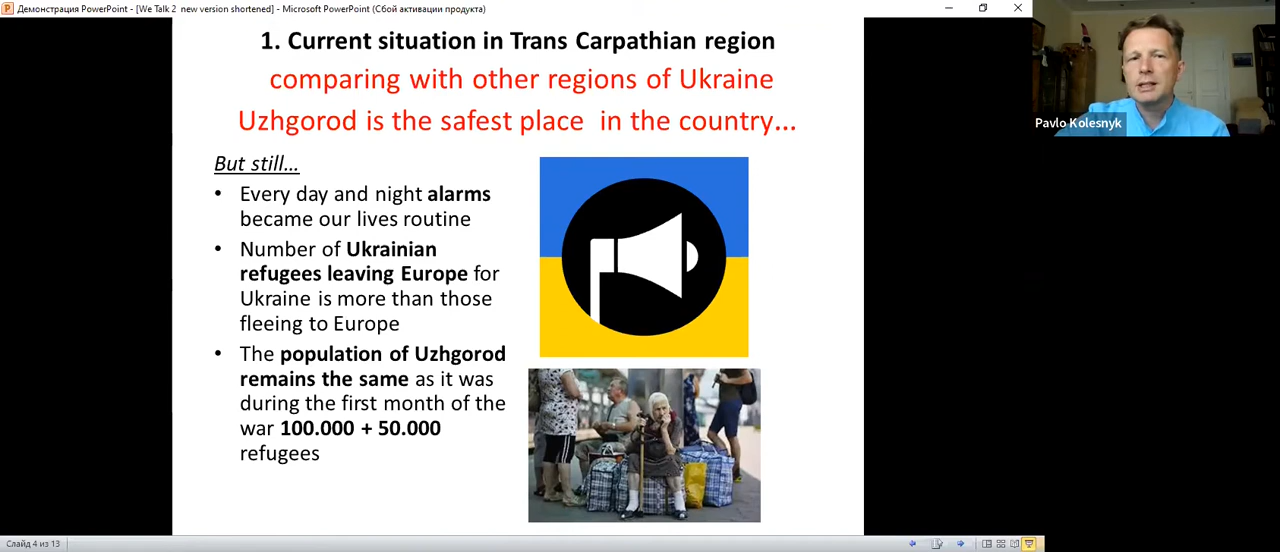 Демонстрация PowerPoint - [We Talk 2  new version shortened] - Microsoft PowerPoint (Сбой активации продукта)
1. Current situation in Trans Carpathian region
comparing with other regions of Ukraine
Uzhgorod is the safest place  in the country...
Pavlo Kolesnyk
But still...
• Every day and night alarms
became our lives routine
• Number of Ukrainian
refugees leaving Europe for
Ukraine is more than those
fleeing to Europe
• The population of Uzhgorod
remains the same as it was
during the first month of the
war 100.000 + 50.000
refugees
Слайд 4 из 13